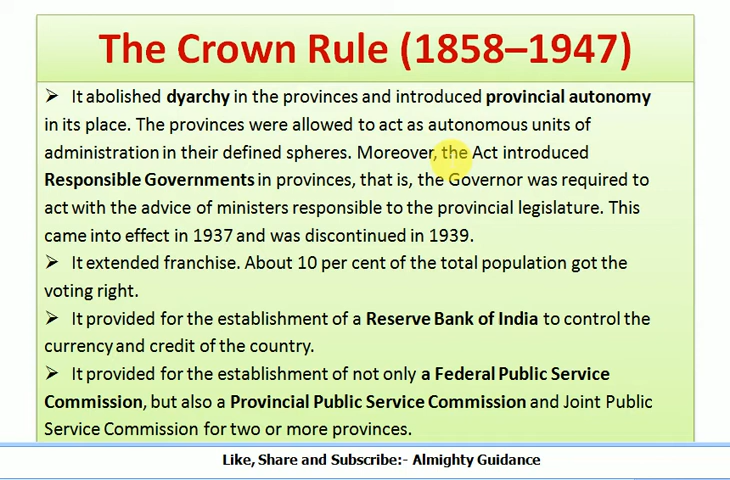 The Crown Rule (1858–1947)
➢ It abolished dyarchy in the provinces and introduced provincial autonomy
in its place. The provinces were allowed to act as autonomous units of
administration in their defined spheres. Moreover, the Act introduced
Responsible Governments in provinces, that is, the Governor was required to
act with the advice of ministers responsible to the provincial legislature. This
came into effect in 1937 and was discontinued in 1939.
➢ It extended franchise. About 10 per cent of the total population got the
voting right.
➢ It provided for the establishment of a Reserve Bank of India to control the
currency and credit of the country.
➢ It provided for the establishment of not only a Federal Public Service
Commission, but also a Provincial Public Service Commission and Joint Public
Service Commission for two or more provinces.
Like, Share and Subscribe:- Almighty Guidance